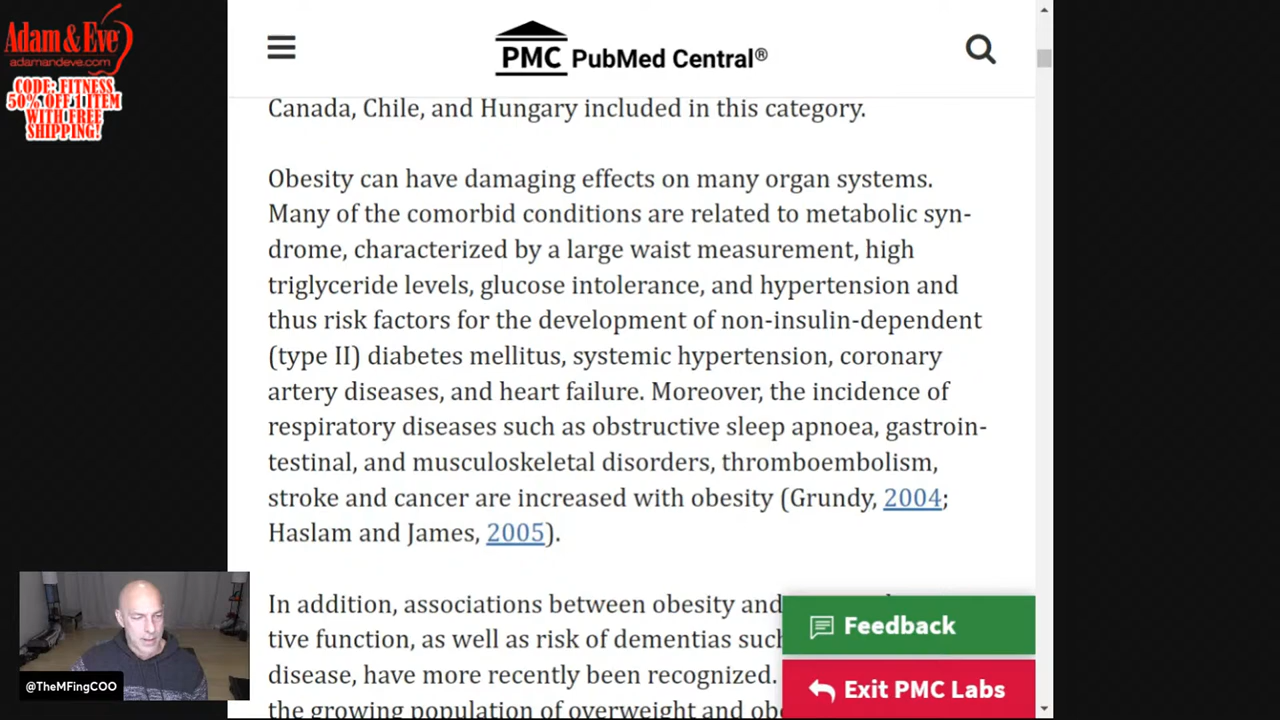 Adam & Eve
adamandeve.com
CODE: FITNESS
50% OFF 1 ITEM
WITH FREE
SHIPPING!
PMC PubMed Central®
Canada, Chile, and Hungary included in this category.
Obesity can have damaging effects on many organ systems.
Many of the comorbid conditions are related to metabolic syn-
drome, characterized by a large waist measurement, high
triglyceride levels, glucose intolerance, and hypertension and
thus risk factors for the development of non-insulin-dependent
(type II) diabetes mellitus, systemic hypertension, coronary
artery diseases, and heart failure. Moreover, the incidence of
respiratory diseases such as obstructive sleep apnoea, gastroin-
testinal, and musculoskeletal disorders, thromboembolism,
stroke and cancer are increased with obesity (Grundy, 2004;
Haslam and James, 2005).
In addition, associations between obesity and
tive function, as well as risk of dementias such
disease, have more recently been recognized.
the growing population of overweight and
Feedback
Exit PMC Labs
@TheMFingCOO